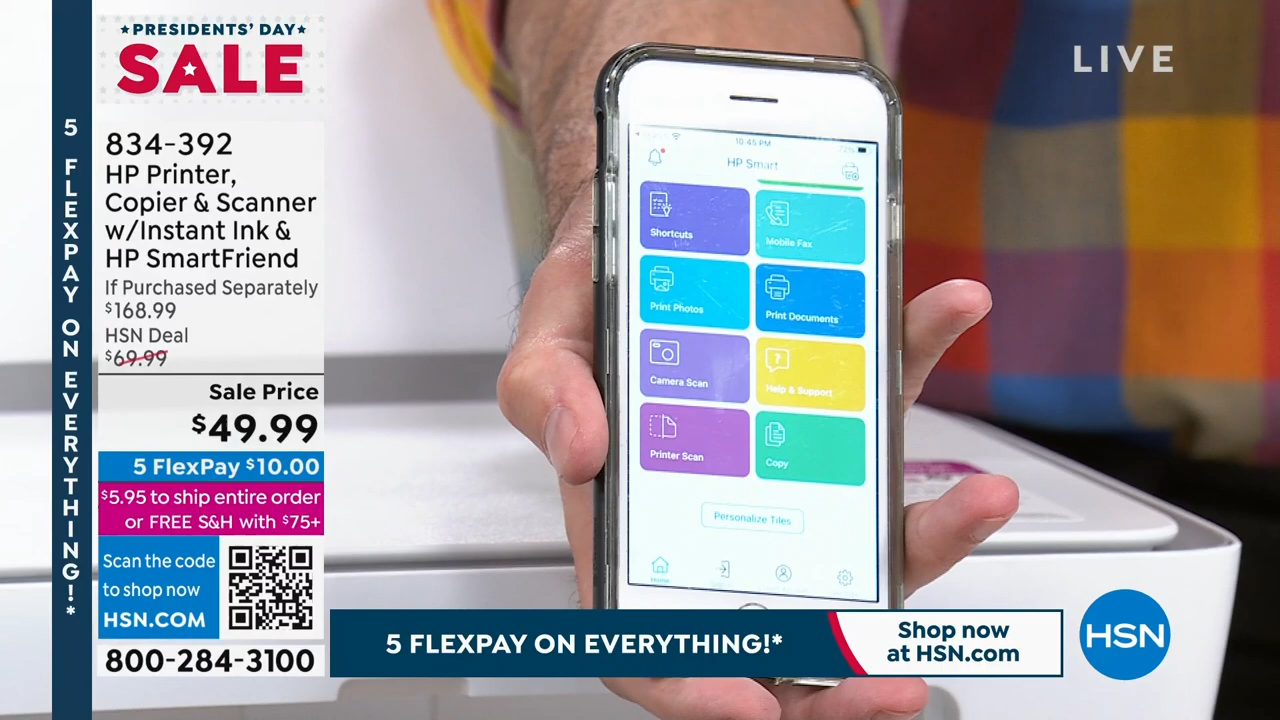 PRESIDENTS' DAY
SALE
LIVE
5 FLEXPAY ON EVERYTHING!*
834-392
HP Printer,
Copier & Scanner
w/Instant Ink &
HP SmartFriend
If Purchased Separately
$168.99
HSN Deal
$69.99
Sale Price
$49.99
5 FlexPay $10.00
$5.95 to ship entire order
or FREE S&H with $75+
Scan the code
to shop now
HSN.COM
800-284-3100
10:45 PM
HP Smart
Shortcuts
Mobile Fax
Print Photos
Print Documents
Camera Scan
Help & Support
Printer Scan
Copy
Personalize Tiles
Home
5 FLEXPAY ON EVERYTHING!*
Shop now
at HSN.com
HSN